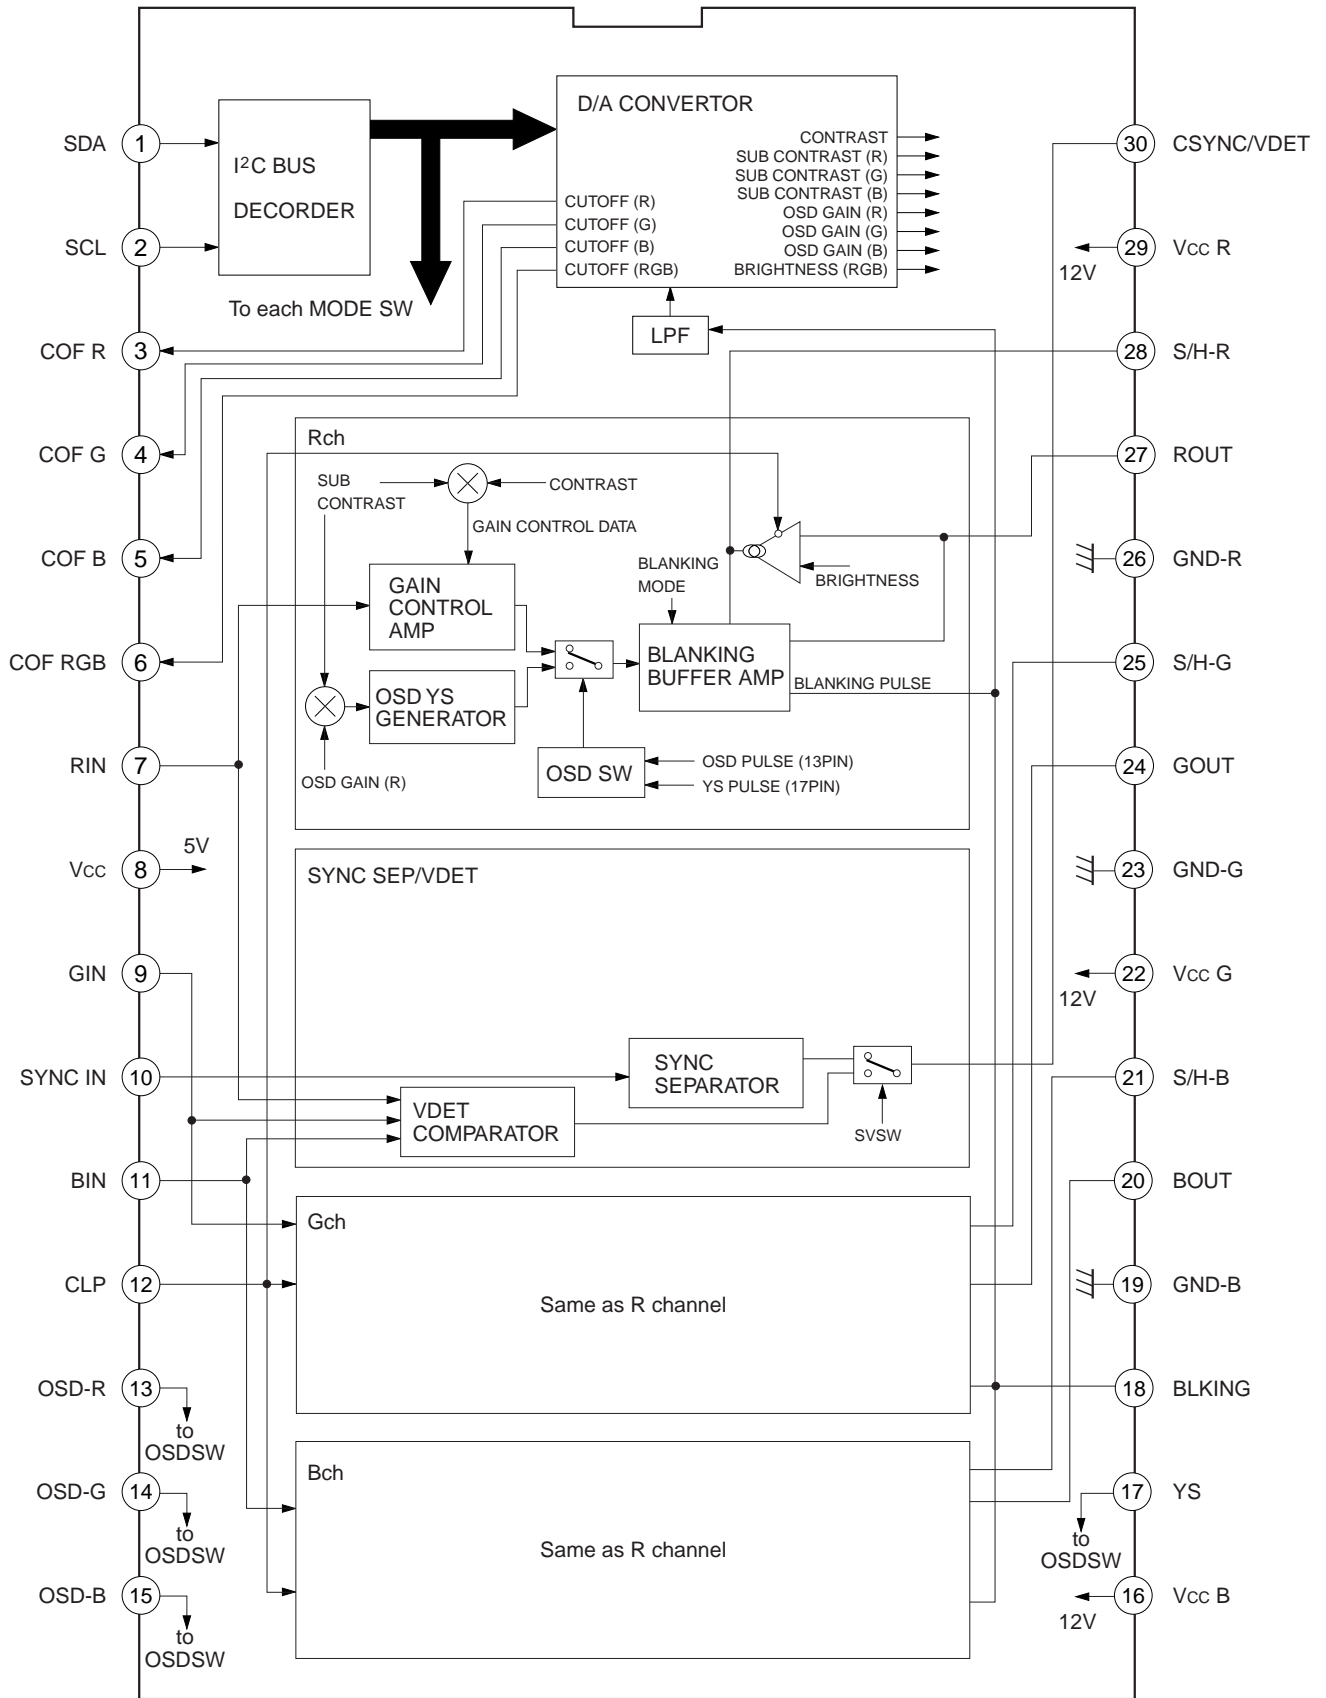 D/A CONVERTOR
CONTRAST
SUB CONTRAST (R)
SUB CONTRAST (G)
SUB CONTRAST (B)
OSD GAIN (R)
OSD GAIN (G)
OSD GAIN (B)
BRIGHTNESS (RGB)
CUTOFF (R)
CUTOFF (G)
CUTOFF (B)
CUTOFF (RGB)
I2C BUS
DECORDER
To each MODE SW
LPF
SDA 1
SCL 2
COF R 3
COF G 4
COF B 5
COF RGB 6
RIN 7
Vcc 8
5V
GIN 9
SYNC IN 10
BIN 11
CLP 12
OSD-R 13
to
OSDSW
OSD-G 14
to
OSDSW
OSD-B 15
to
OSDSW
30 CSYNC/VDET
29 Vcc R
12V
28 S/H-R
27 ROUT
26 GND-R
25 S/H-G
24 GOUT
23 GND-G
22 Vcc G
12V
21 S/H-B
20 BOUT
19 GND-B
18 BLKING
17 YS
to
OSDSW
16 Vcc B
12V
Rch
SUB
CONTRAST
CONTRAST
GAIN CONTROL DATA
GAIN
CONTROL
AMP
BLANKING
MODE
BRIGHTNESS
BLANKING
BUFFER AMP
BLANKING PULSE
OSD YS
GENERATOR
OSD GAIN (R)
OSD SW
OSD PULSE (13PIN)
YS PULSE (17PIN)
SYNC SEP/VDET
SYNC
SEPARATOR
VDET
COMPARATOR
SVSW
Gch
Same as R channel
Bch
Same as R channel